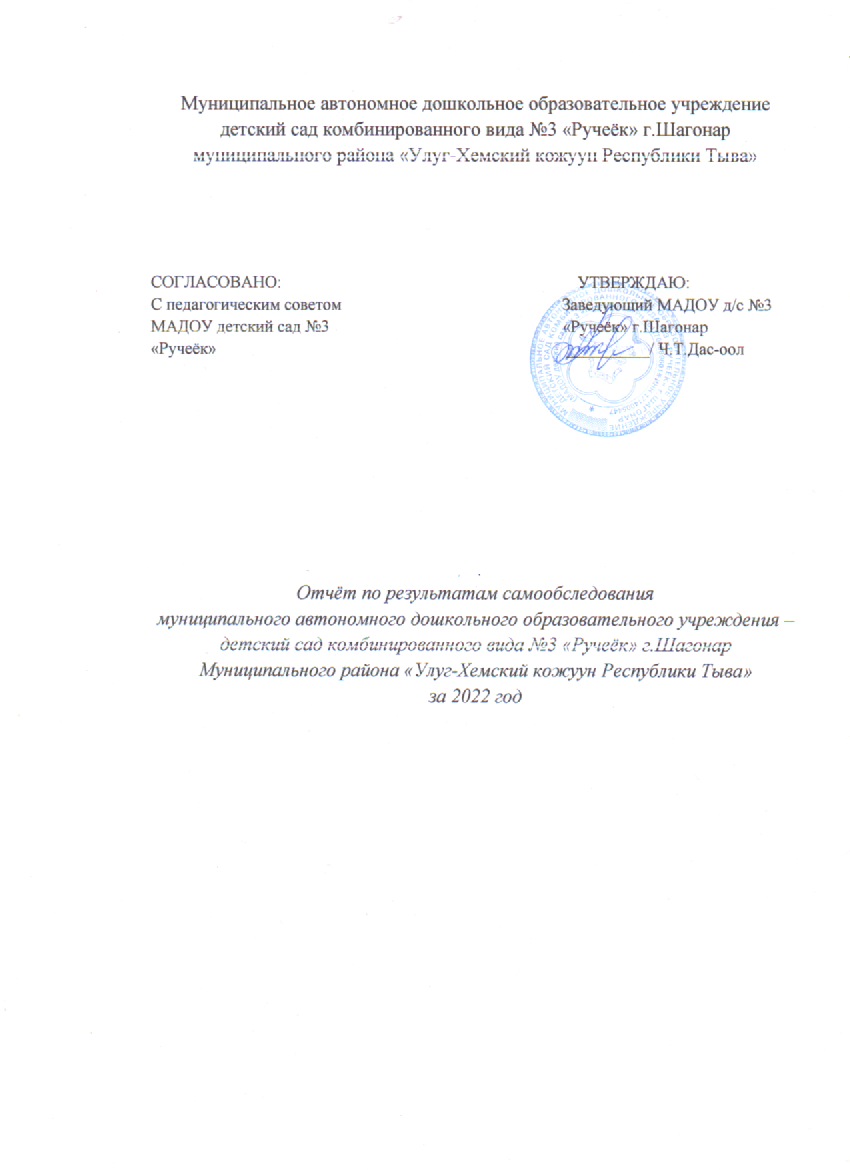 Муниципальное автономное дошкольное образовательное учреждение
детский сад комбинированного вида №3 «Ручеёк» г.Шагонар
муниципального района «Улуг-Хемский кожуун Республики Тыва»
СОГЛАСОВАНО:
С педагогическим советом
МАДОУ детский сад №3
«Ручеёк»
УТВЕРЖДАЮ:
Заведующий МАДОУ д/с №3
«Ручеёк» г.Шагонар
/ Ч.Т.Дас-оол
Отчёт по результатам самообследования
муниципального автономного дошкольного образовательного учреждения –
детский сад комбинированного вида №3 «Ручеёк» г.Шагонар
Муниципального района «Улуг-Хемский кожуун Республики Тыва»
за 2022 год